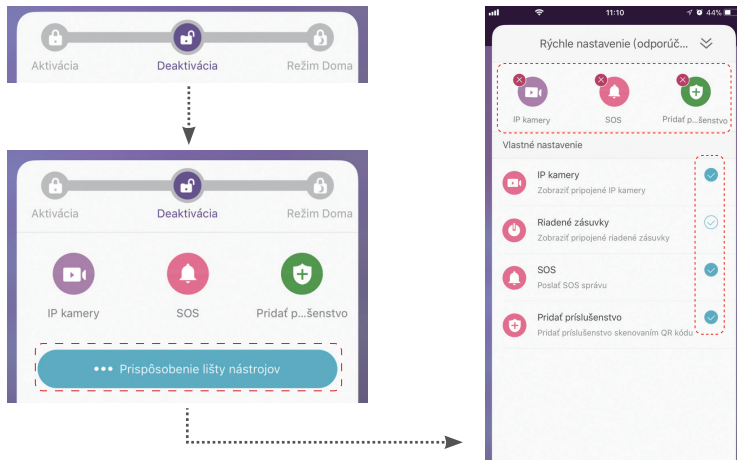 Aktivácia Deaktivácia Režim Doma
Aktivácia Deaktivácia Režim Doma
IP kamery SOS Pridať p...šenstvo
••• Prispôsobenie lišty nástrojov
11:10 44%
Rýchle nastavenie (odporúč...
IP kamery SOS Pridať p...šenstvo
Vlastné nastavenie
IP kamery
Zobraziť pripojené IP kamery
Riadené zásuvky
Zobraziť pripojené riadené zásuvky
SOS
Poslať SOS správu
Pridať príslušenstvo
Pridať príslušenstvo skenovaním QR kódu